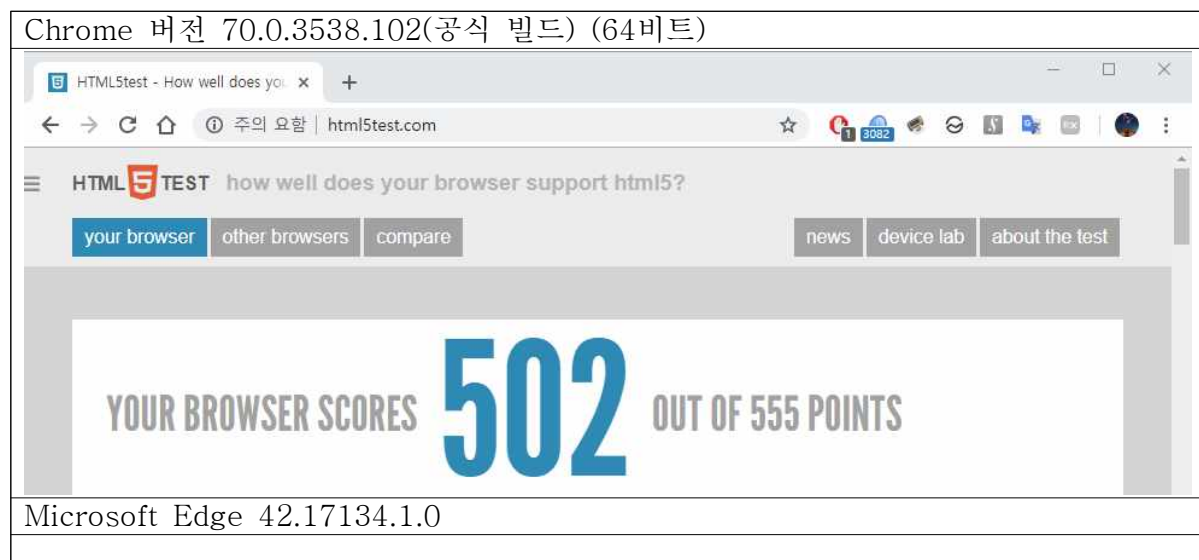 Chrome 버전 70.0.3538.102(공식 빌드) (64비트)
HTML5test - How well does you
주의 요함 | html5test.com
1
3082
HTML 5 TEST how well does your browser support html5?
your browser other browsers compare news device lab about the test
YOUR BROWSER SCORES 502 OUT OF 555 POINTS
Microsoft Edge 42.17134.1.0